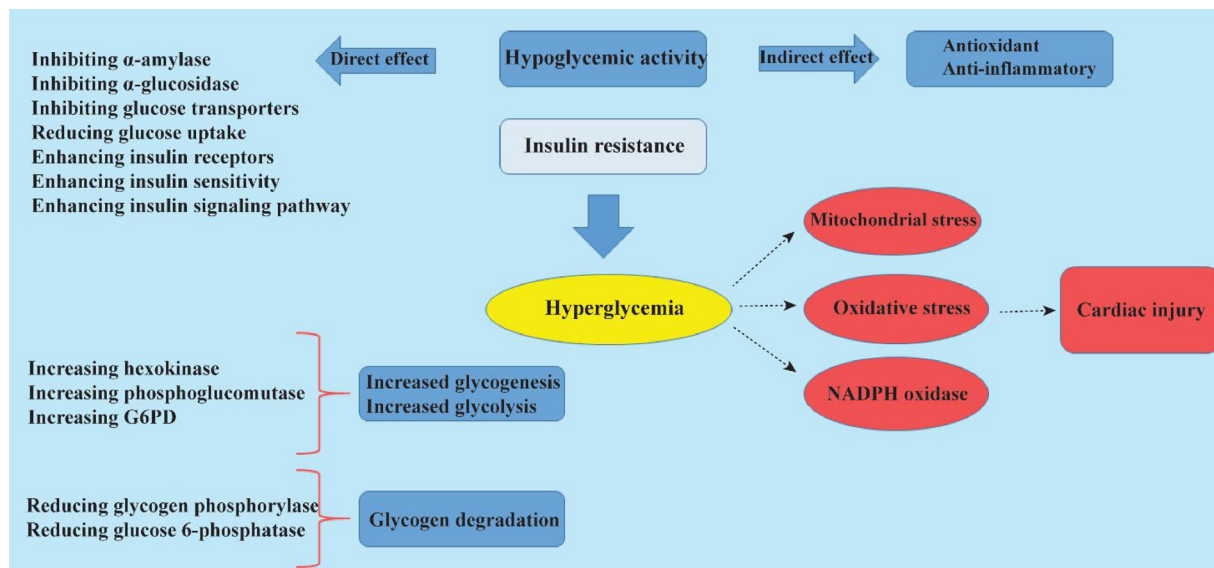 Inhibiting α-amylase
Inhibiting α-glucosidase
Inhibiting glucose transporters
Reducing glucose uptake
Enhancing insulin receptors
Enhancing insulin sensitivity
Enhancing insulin signaling pathway
Direct effect
Hypoglycemic activity
Indirect effect
Antioxidant
Anti-inflammatory
Insulin resistance
Hyperglycemia
Mitochondrial stress
Oxidative stress
NADPH oxidase
Cardiac injury
Increasing hexokinase
Increasing phosphoglucomutase
Increasing G6PD
Increased glycogenesis
Increased glycolysis
Reducing glycogen phosphorylase
Reducing glucose 6-phosphatase
Glycogen degradation